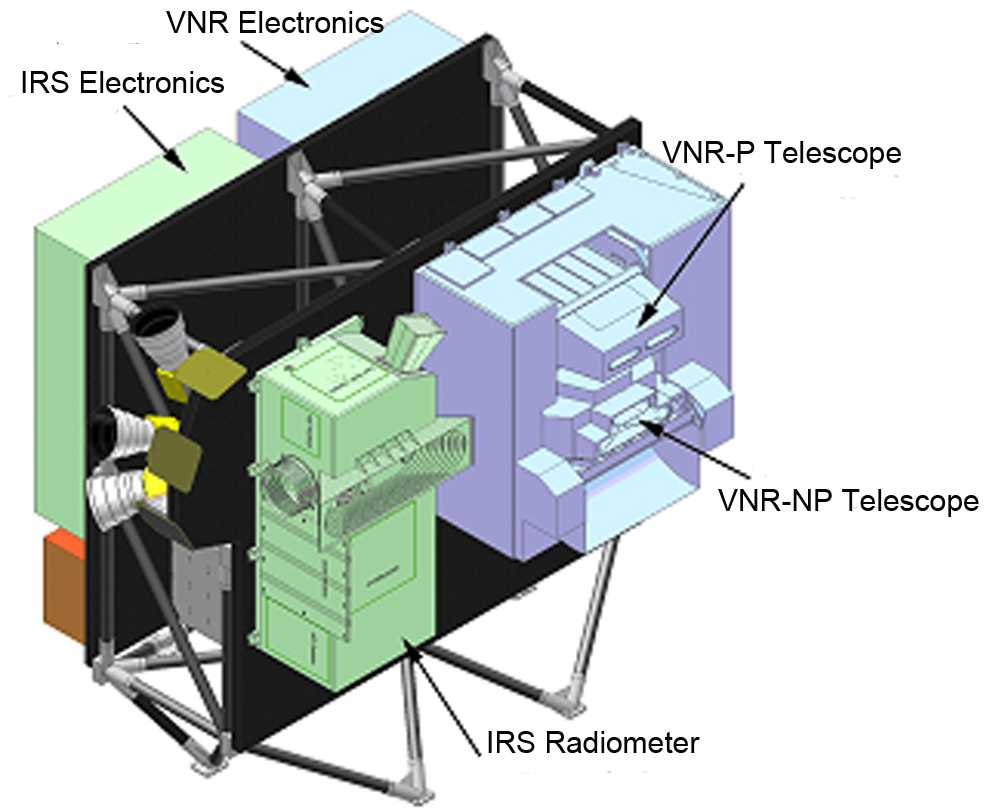 VNR Electronics
IRS Electronics
VNR-P Telescope
VNR-NP Telescope
IRS Radiometer